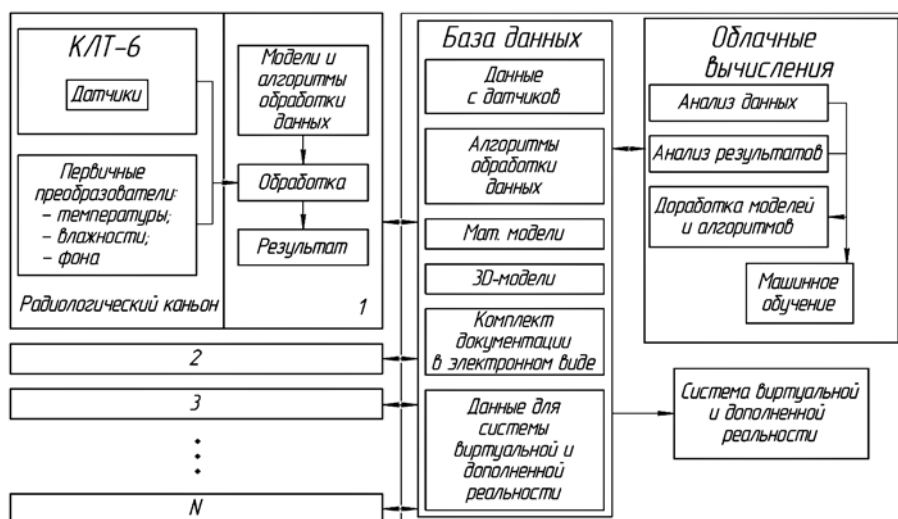 КЛТ-6
Датчики
Первичные
преобразователи:
– температуры;
– влажности;
– фона
Радиологический каньон
Модели и
алгоритмы
обработки
данных
Обработка
Результат
1
2
3
N
База данных
Данные
с датчиков
Алгоритмы
обработки
данных
Мат. модели
3D-модели
Комплект
документации
в электронном виде
Данные для
системы
виртуальной и
дополненной
реальности
Облачные
вычисления
Анализ данных
Анализ результатов
Доработка моделей
и алгоритмов
Машинное
обучение
Система виртуальной
и дополненной
реальности